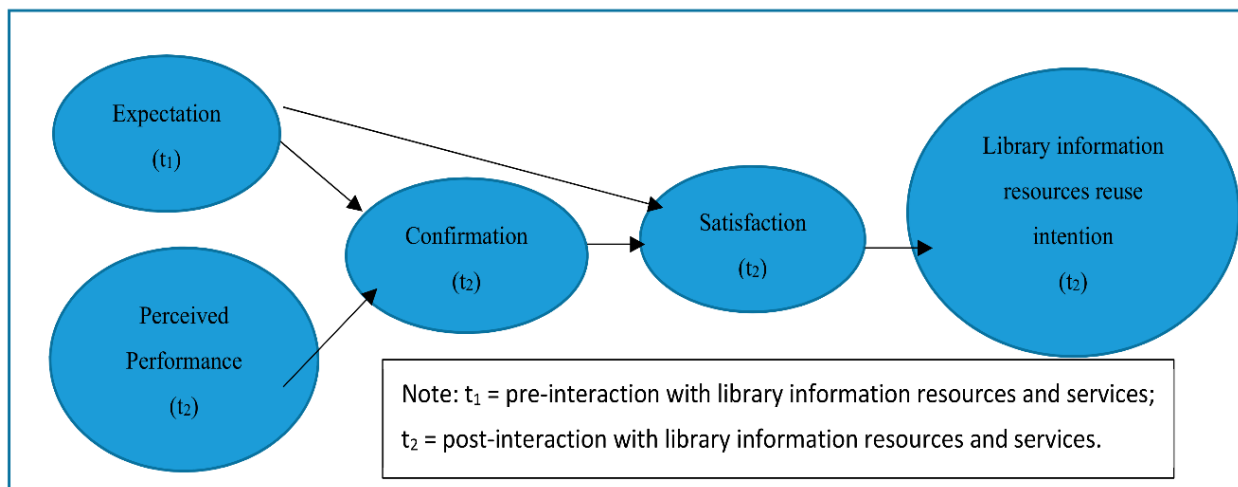 Expectation
(t₁)
Perceived
Performance
(t₂)
Confirmation
(t₂)
Satisfaction
(t₂)
Library information
resources reuse
intention
(t₂)
Note: t₁ = pre-interaction with library information resources and services;
t₂ = post-interaction with library information resources and services.